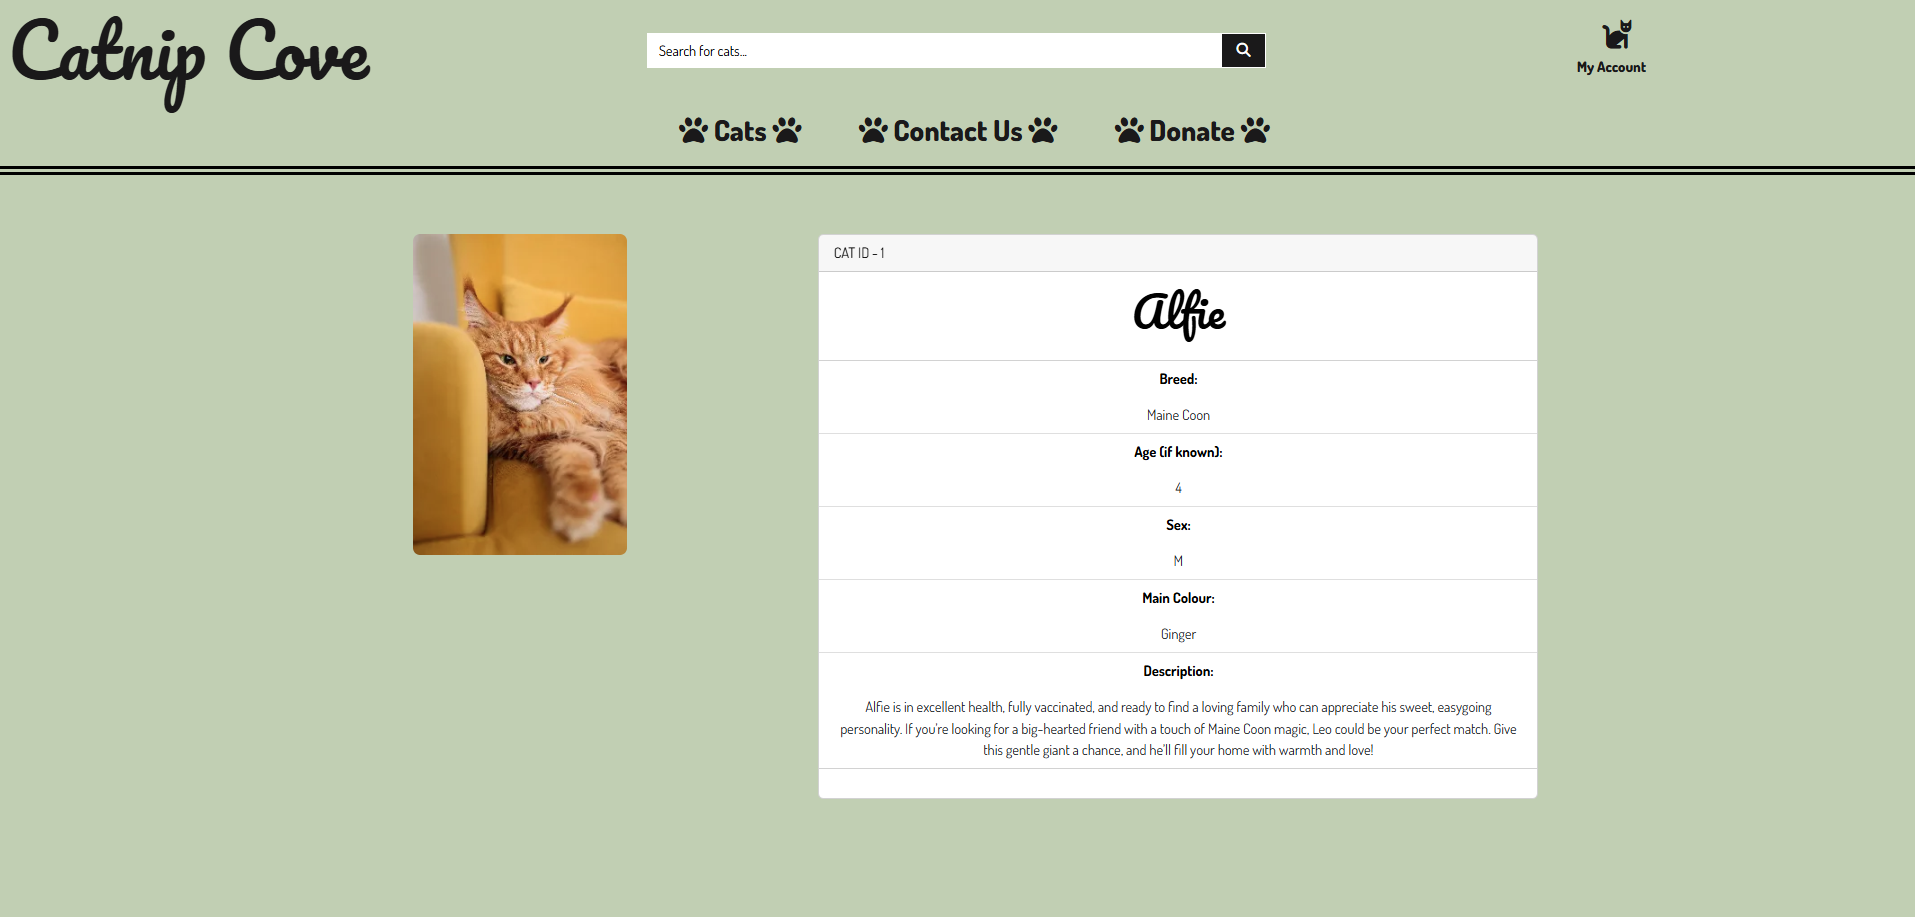 Catnip Cove
Search for cats...
My Account
Cats
Contact Us
Donate
CAT ID - 1
Alfie
Breed:
Maine Coon
Age (if known):
4
Sex:
M
Main Colour:
Ginger
Description:
Alfie is in excellent health, fully vaccinated, and ready to find a loving family who can appreciate his sweet, easygoing
personality. If you're looking for a big-hearted friend with a touch of Maine Coon magic, Leo could be your perfect match. Give
this gentle giant a chance, and he'll fill your home with warmth and love!